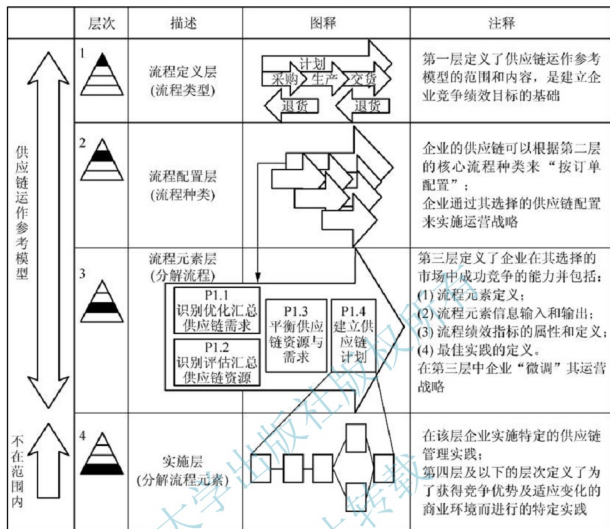 层次
描述
图释
注释
供应链运作参考模型
不在范围内
1
流程定义层
(流程类型)
计划
采购
生产
交货
退货
退货
第一层定义了供应链运作参考
模型的范围和内容，是建立企
业竞争绩效目标的基础
2
流程配置层
(流程种类)
企业的供应链可以根据第二层
的核心流程种类来“按订单
配置”；
企业通过其选择的供应链配置
来实施运营战略
3
流程元素层
(分解流程)
P1.1
识别优化汇总
供应链需求
P1.2
识别评估汇总
供应链资源
P1.3
平衡供应
链资源与
需求
P1.4
建立供应
链计划
第三层定义了企业在其选择的
市场中成功竞争的能力并包括：
(1) 流程元素定义；
(2) 流程元素信息输入和输出；
(3) 流程绩效指标的属性和定义；
(4) 最佳实践的定义。
在第三层中企业“微调”其运营
战略
4
实施层
(分解流程元素)
在该层企业实施特定的供应链
管理实践；
第四层及以下的层次定义了为
了获得竞争优势及适应变化的
商业环境而进行的特定实践
大学出版社版权所有
转载